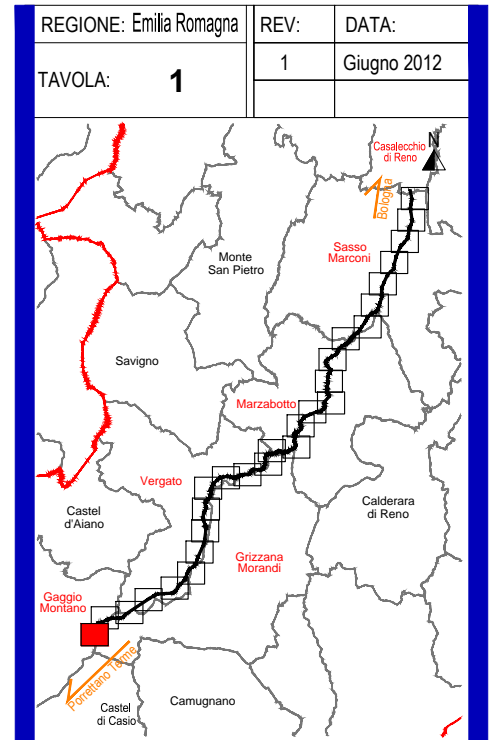 REGIONE: Emilia Romagna
REV:
DATA:
TAVOLA: 1
1
Giugno 2012
N
Casalecchio
di Reno
Bologna
Sasso
Marconi
Monte
San Pietro
Savigno
Marzabotto
Vergato
Castel
d'Aiano
Calderara
di Reno
Grizzana
Morandi
Gaggio
Montano
Porrettano Terme
Castel
di Casio
Camugnano